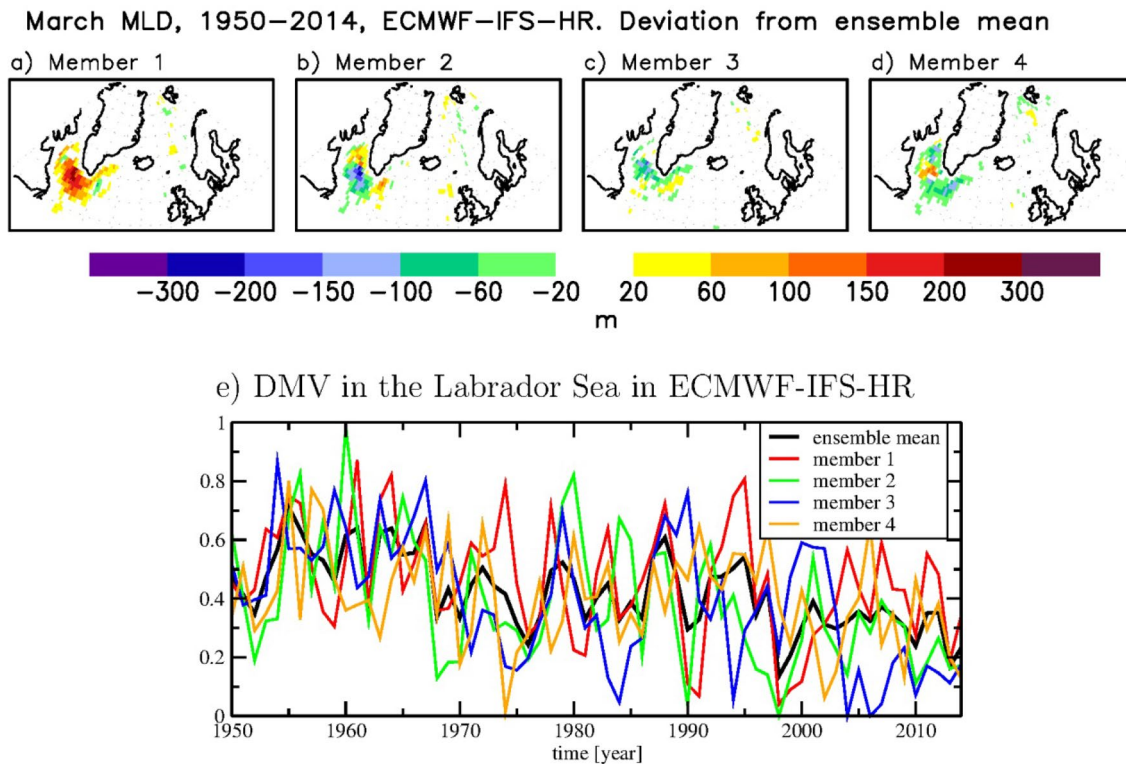 March MLD, 1950−2014, ECMWF−IFS−HR. Deviation from ensemble mean
a) Member 1
b) Member 2
c) Member 3
d) Member 4
−300 −200 −150 −100 −60 −20 20 60 100 150 200 300
m
e) DMV in the Labrador Sea in ECMWF-IFS-HR
1
0.8
0.6
0.4
0.2
0
ensemble mean
member 1
member 2
member 3
member 4
1950 1960 1970 1980 1990 2000 2010
time [year]